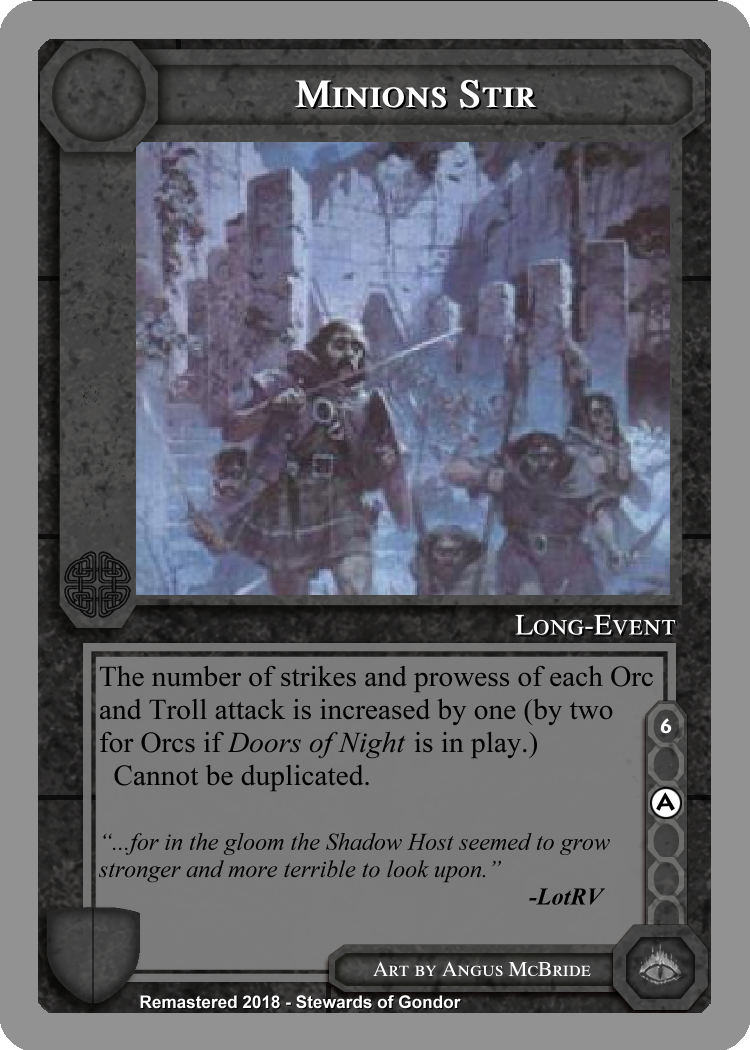 Minions Stir
Long-Event
The number of strikes and prowess of each Orc
and Troll attack is increased by one (by two
for Orcs if Doors of Night is in play.)
Cannot be duplicated.
6
A
“...for in the gloom the Shadow Host seemed to grow
stronger and more terrible to look upon.”
-LotRV
Art by Angus McBride
Remastered 2018 - Stewards of Gondor